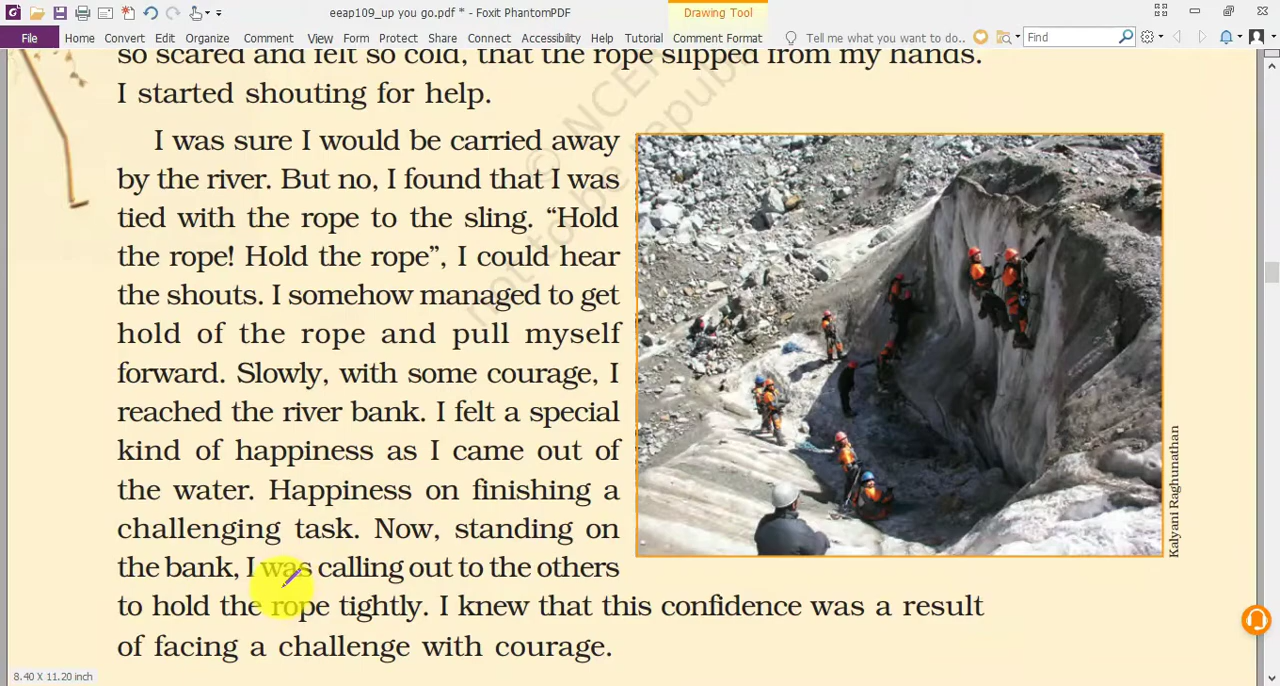 eeap109_up you go.pdf * - Foxit PhantomPDF
Drawing Tool
File Home Edit Comment View Form Protect Share Connect Accessibility Help Tutorial Comment Format
Convert Organize
Tell me what you want to do..
Find
so scared and felt so cold, that the rope slipped from my hands.
I started shouting for help.
I was sure I would be carried away
by the river. But no, I found that I was
tied with the rope to the sling. “Hold
the rope! Hold the rope”, I could hear
the shouts. I somehow managed to get
hold of the rope and pull myself
forward. Slowly, with some courage, I
reached the river bank. I felt a special
kind of happiness as I came out of
the water. Happiness on finishing a
challenging task. Now, standing on
the bank, I was calling out to the others
to hold the rope tightly. I knew that this confidence was a result
of facing a challenge with courage.
Kalyani Raghunathan
© NCE
not to be republ
8.40 X 11.20 inch